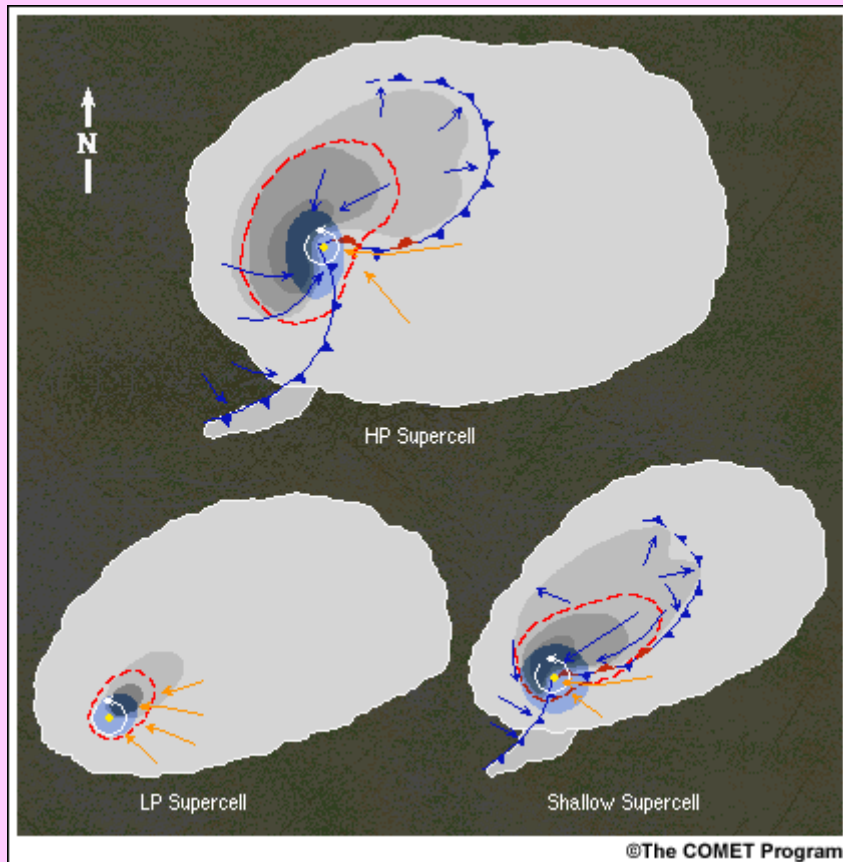 N
HP Supercell
LP Supercell
Shallow Supercell
©The COMET Program